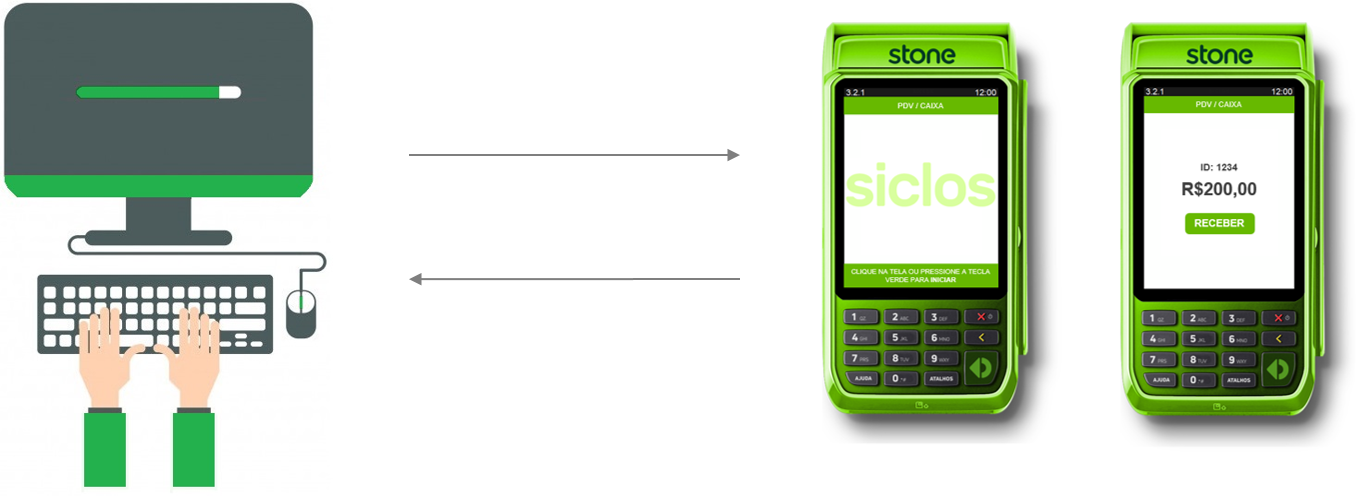 stone
3.2.1 12:00
PDV / CAIXA
siclos
CLIQUE NA TELA OU PRESSIONE A TECLA
VERDE PARA INICIAR
1 QZ 2 ABC 3 DEF
4 GHI 5 JKL 6 MNO
7 PRS 8 TUV 9 WXY
AJUDA 0 ATALHOS
stone
3.2.1 12:00
PDV / CAIXA
ID: 1234
R$200,00
RECEBER
1 QZ 2 ABC 3 DEF
4 GHI 5 JKL 6 MNO
7 PRS 8 TUV 9 WXY
AJUDA 0 ATALHOS